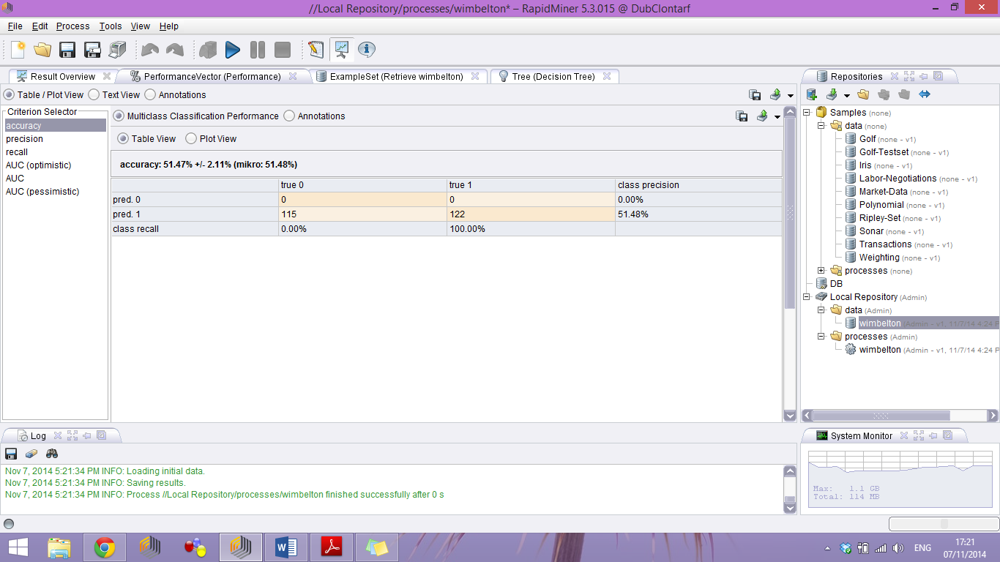 //Local Repository/processes/wimbelton* – RapidMiner 5.3.015 @ DubClontarf
File Edit Process Tools View Help
Result Overview PerformanceVector (Performance) ExampleSet (Retrieve wimbelton) Tree (Decision Tree)
Table / Plot View Text View Annotations
Criterion Selector
accuracy
precision
recall
AUC (optimistic)
AUC
AUC (pessimistic)
Multiclass Classification Performance Annotations
Table View Plot View
accuracy: 51.47% +/- 2.11% (mikro: 51.48%)
true 0 true 1 class precision
pred. 0 0 0 0.00%
pred. 1 115 122 51.48%
class recall 0.00% 100.00%
Repositories
Samples (none)
data (none)
Golf (none - v1)
Golf-Testset (none - v1)
Iris (none - v1)
Labor-Negotiations (none - v1)
Market-Data (none - v1)
Polynomial (none - v1)
Ripley-Set (none - v1)
Sonar (none - v1)
Transactions (none - v1)
Weighting (none - v1)
processes (none)
DB
Local Repository (Admin)
data (Admin)
wimbelton (Admin - v1, 11/7/14 4:24 P
processes (Admin)
wimbelton (Admin - v1, 11/7/14 4:24 P
Log
Nov 7, 2014 5:21:34 PM INFO: Loading initial data.
Nov 7, 2014 5:21:34 PM INFO: Saving results.
Nov 7, 2014 5:21:34 PM INFO: Process //Local Repository/processes/wimbelton finished successfully after 0 s
System Monitor
Max: 1.1 GB
Total: 114 MB
ENG
17:21
07/11/2014